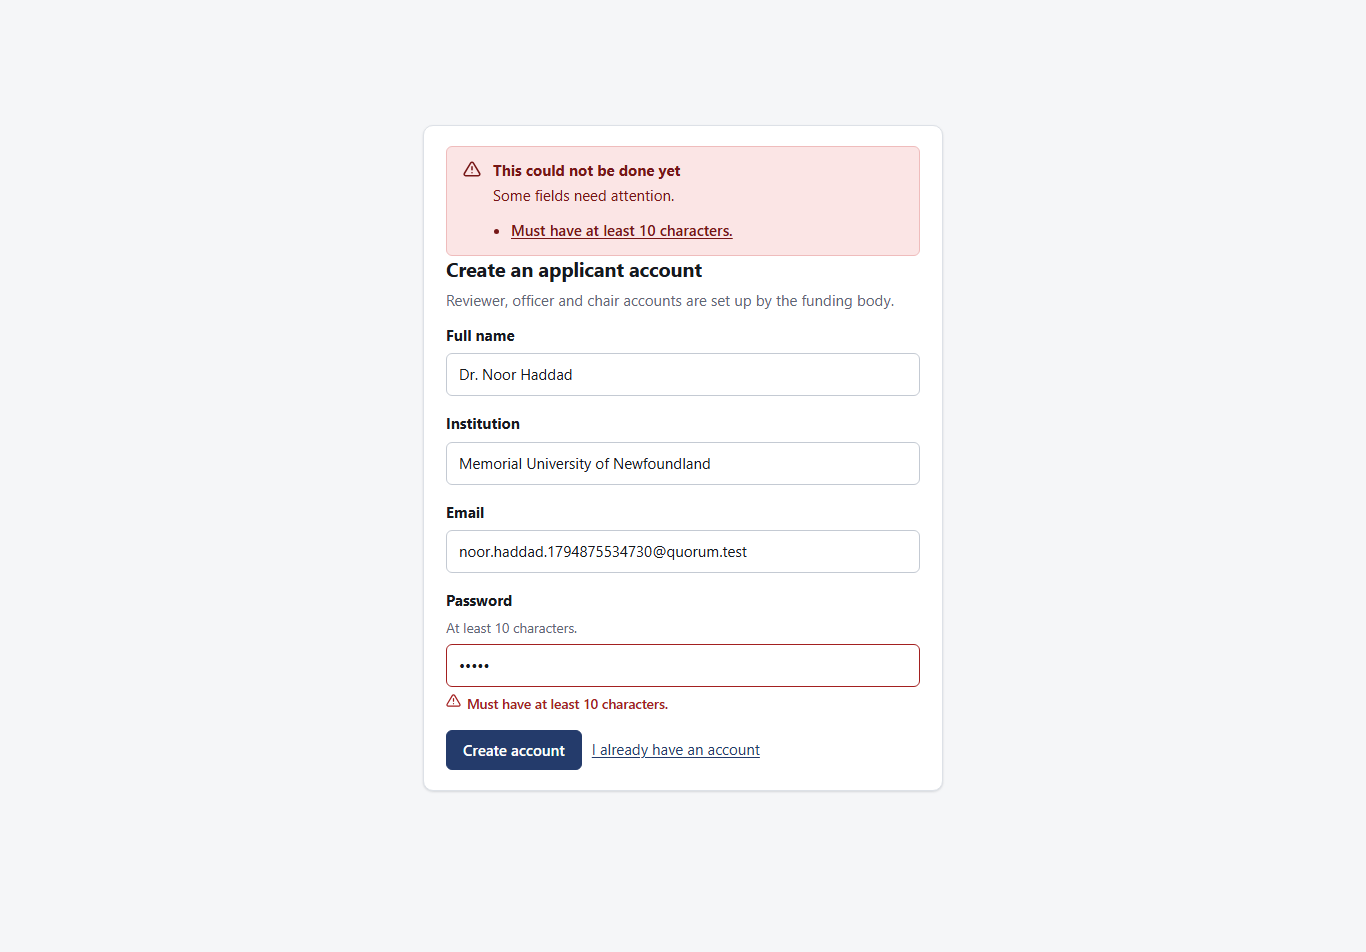 This could not be done yet
Some fields need attention.
• Must have at least 10 characters.
Create an applicant account
Reviewer, officer and chair accounts are set up by the funding body.
Full name
Dr. Noor Haddad
Institution
Memorial University of Newfoundland
Email
noor.haddad.1794875534730@quorum.test
Password
At least 10 characters.
•••••
Must have at least 10 characters.
Create account I already have an account